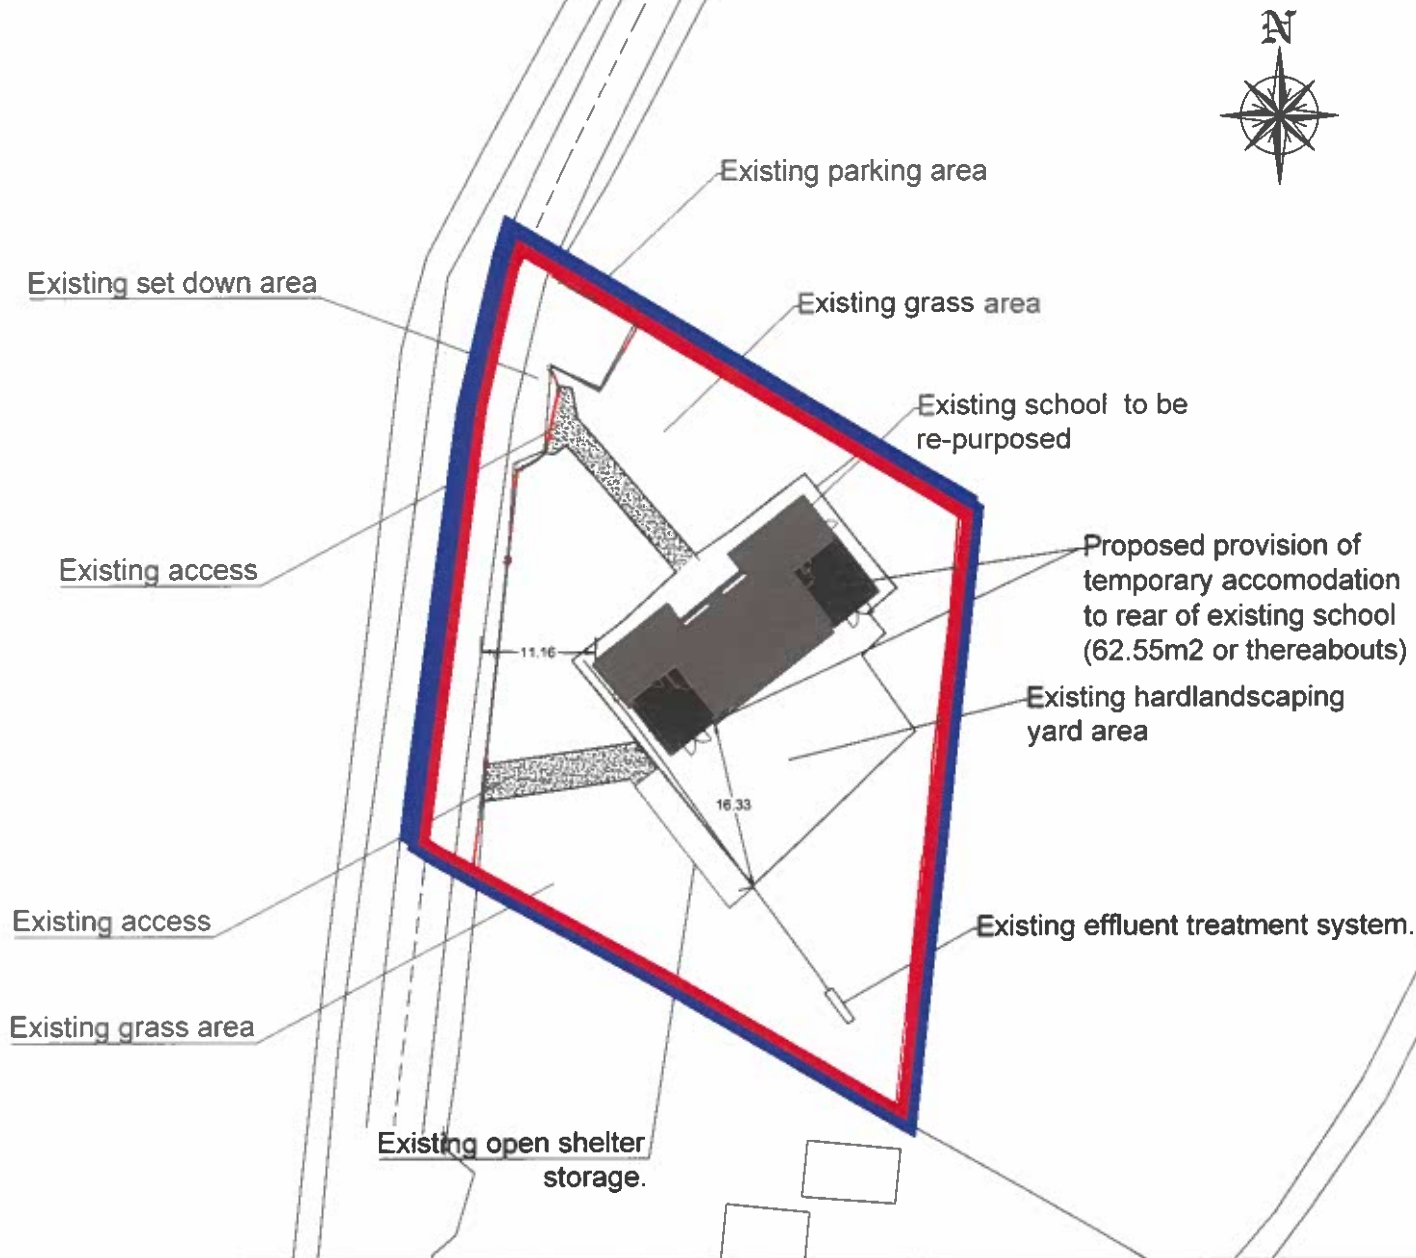 N
Existing parking area
Existing set down area
Existing grass area
Existing school to be
re-purposed
Existing access
Proposed provision of
temporary accomodation
to rear of existing school
(62.55m2 or thereabouts)
11.16
Existing hardlandscaping
yard area
16.33
Existing access
Existing effluent treatment system.
Existing grass area
Existing open shelter
storage.